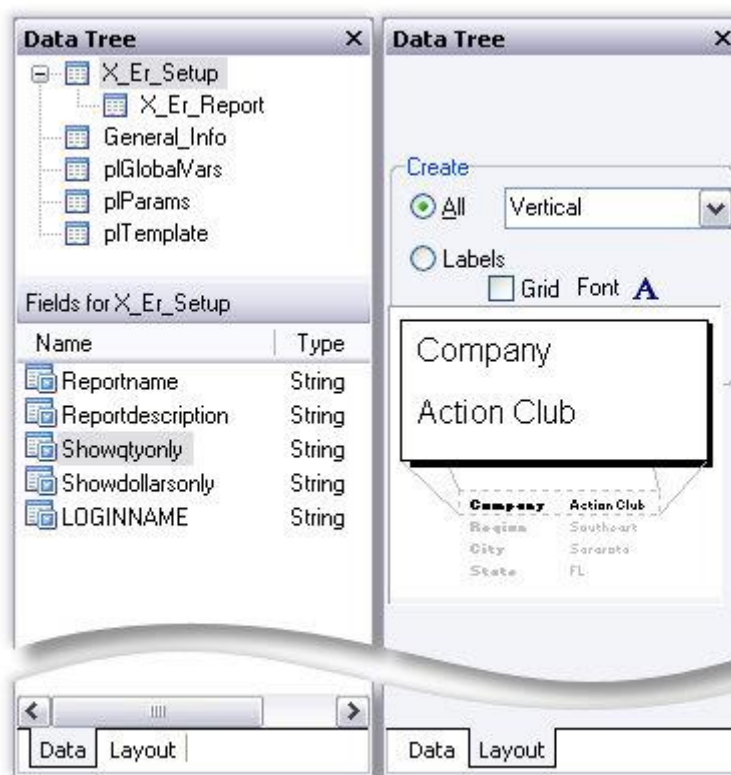 Data Tree
X_Er_Setup
X_Er_Report
General_Info
plGlobalVars
plParams
plTemplate
Fields for X_Er_Setup
Name Type
Reportname String
Reportdescription String
Showqtyonly String
Showdollarsonly String
LOGINNAME String
Data Layout
Data Tree
Create
All Vertical
Labels
Grid Font A
Company
Action Club
Company Action Club
Region Southeast
City Sarasota
State FL
Data Layout